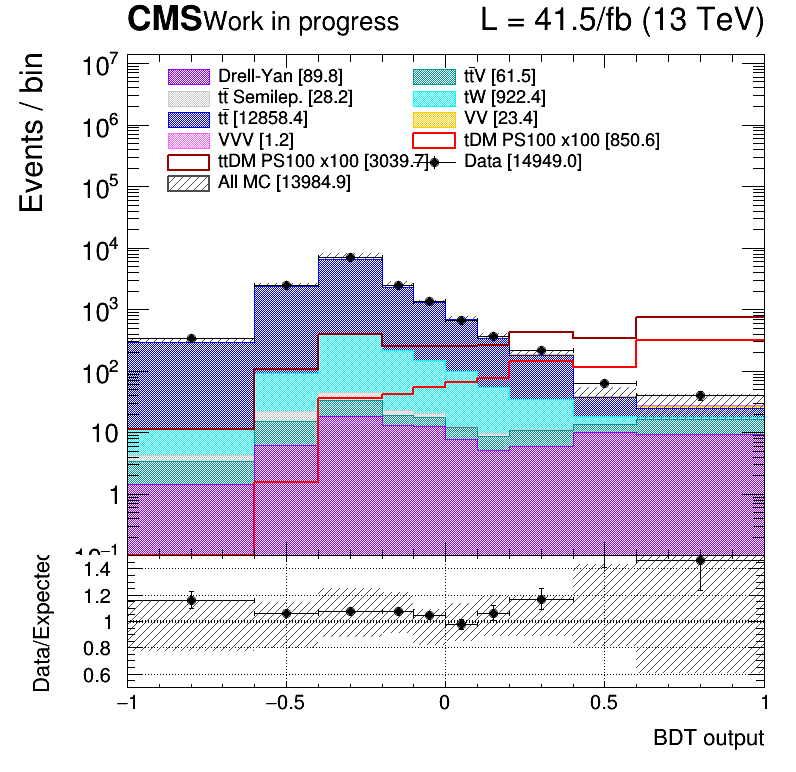 CMS Work in progress L = 41.5/fb (13 TeV)
Events / bin
10⁷
10⁶
10⁵
10⁴
10³
10²
10
1
10⁻¹
Drell-Yan [89.8] tt̄V [61.5]
tt̄ Semilep. [28.2] tW [922.4]
tt̄ [12858.4] VV [23.4]
VVV [1.2] tDM PS100 x100 [850.6]
ttDM PS100 x100 [3039.7] Data [14949.0]
All MC [13984.9]
Data/Expected
1.4
1.2
1
0.8
0.6
−1 −0.5 0 0.5 1
BDT output